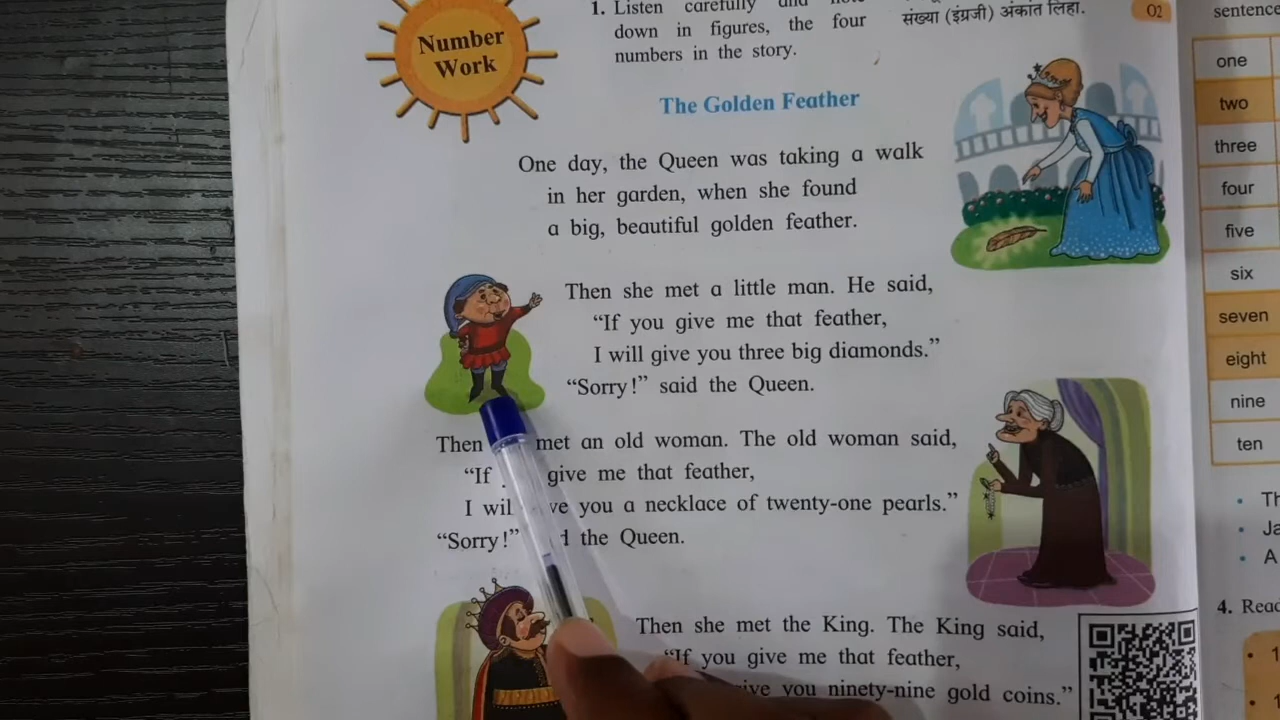 Number
Work
1. Listen carefully and note
down in figures, the four
numbers in the story.
संख्या (इंग्रजी) अंकांत लिहा.
02
The Golden Feather
One day, the Queen was taking a walk
in her garden, when she found
a big, beautiful golden feather.
Then she met a little man. He said,
“If you give me that feather,
I will give you three big diamonds.”
“Sorry!” said the Queen.
Then met an old woman. The old woman said,
“If give me that feather,
I wil ve you a necklace of twenty-one pearls.”
“Sorry!” d the Queen.
Then she met the King. The King said,
“If you give me that feather,
ive you ninety-nine gold coins.”
sentence
one
two
three
four
five
six
seven
eight
nine
ten
• Th
• Ja
• A
4. Read
• 1